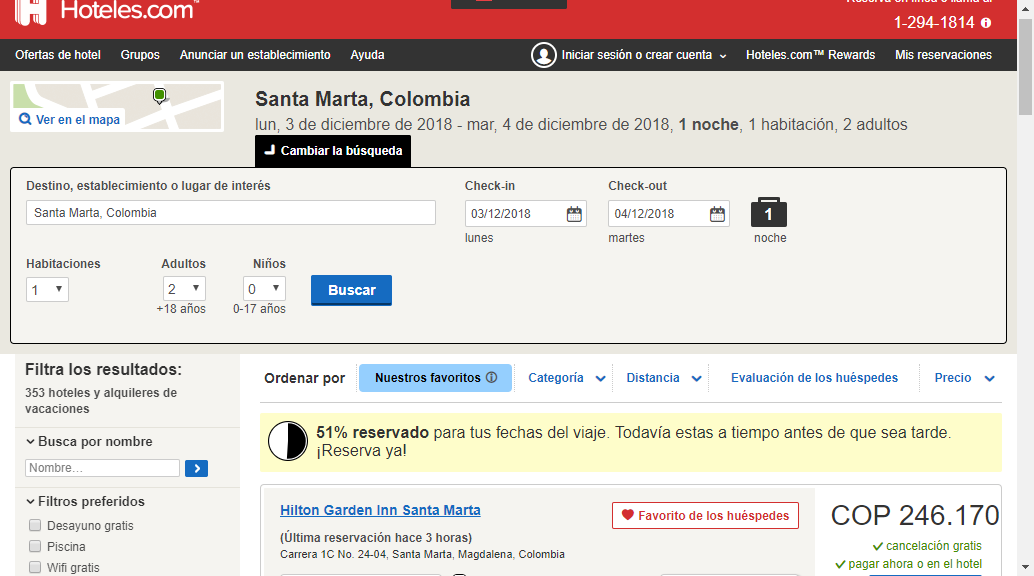 Hoteles.com™
1-294-1814
Ofertas de hotel Grupos Anunciar un establecimiento Ayuda Iniciar sesión o crear cuenta Hoteles.com™ Rewards Mis reservaciones
Ver en el mapa
Santa Marta, Colombia
lun, 3 de diciembre de 2018 - mar, 4 de diciembre de 2018, 1 noche, 1 habitación, 2 adultos
Cambiar la búsqueda
Destino, establecimiento o lugar de interés Check-in Check-out
Santa Marta, Colombia 03/12/2018 04/12/2018 1
lunes martes noche
Habitaciones Adultos Niños
1 2 0 Buscar
+18 años 0-17 años
Filtra los resultados:
353 hoteles y alquileres de
vacaciones
Busca por nombre
Nombre…
Filtros preferidos
Desayuno gratis
Piscina
Wifi gratis
Ordenar por Nuestros favoritos Categoría Distancia Evaluación de los huéspedes Precio
51% reservado para tus fechas del viaje. Todavía estas a tiempo antes de que sea tarde.
¡Reserva ya!
Hilton Garden Inn Santa Marta
Favorito de los huéspedes
(Última reservación hace 3 horas)
Carrera 1C No. 24-04, Santa Marta, Magdalena, Colombia
COP 246.170
cancelación gratis
pagar ahora o en el hotel